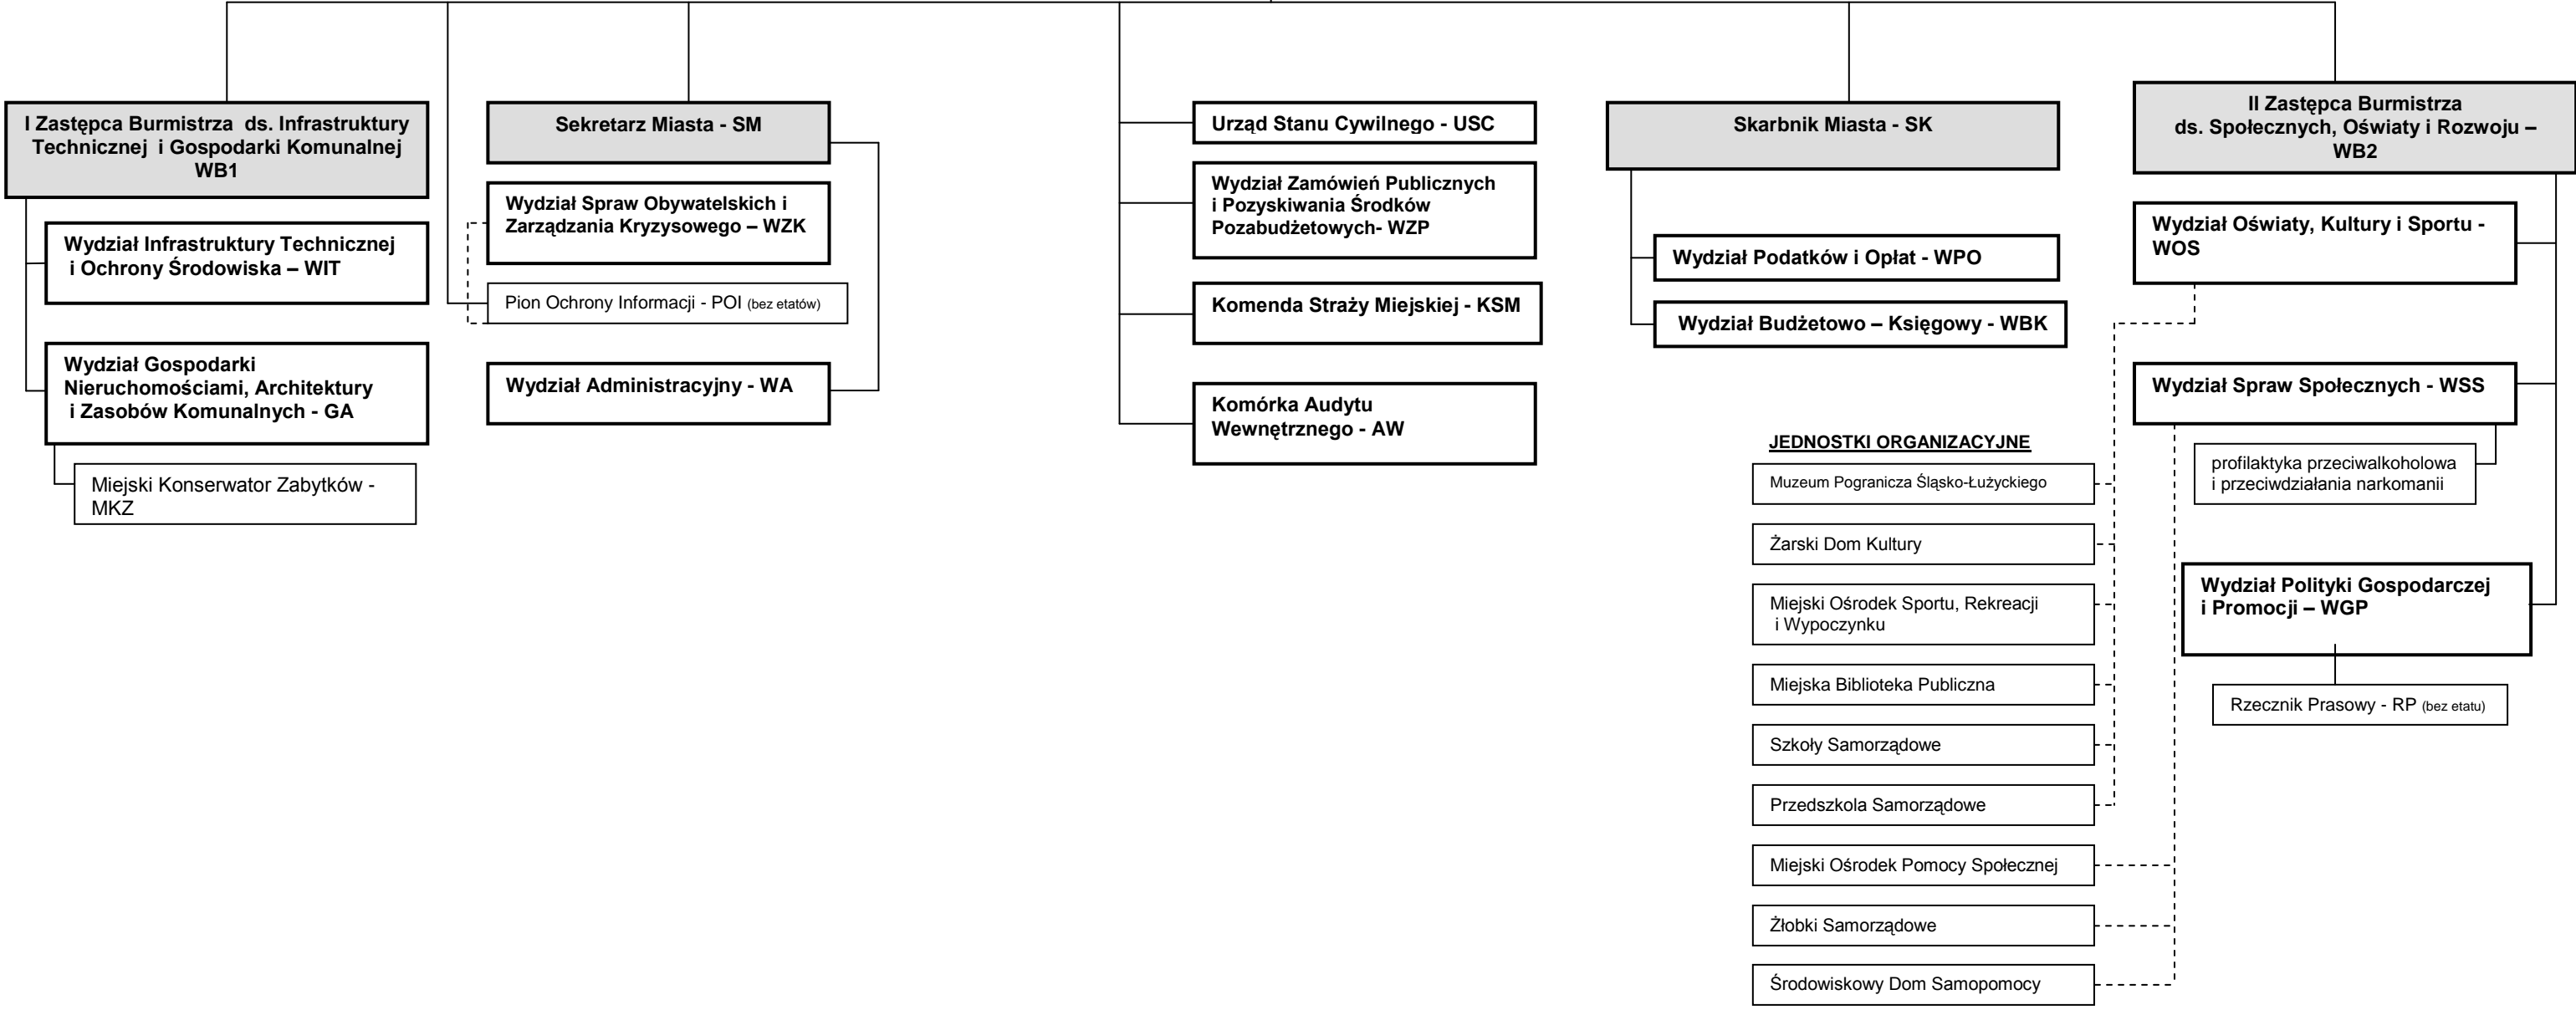 I Zastępca Burmistrza ds. Infrastruktury
Technicznej i Gospodarki Komunalnej
WB1
Wydział Infrastruktury Technicznej
i Ochrony Środowiska – WIT
Wydział Gospodarki
Nieruchomościami, Architektury
i Zasobów Komunalnych - GA
Miejski Konserwator Zabytków -
MKZ
Sekretarz Miasta - SM
Wydział Spraw Obywatelskich i
Zarządzania Kryzysowego – WZK
Pion Ochrony Informacji - POI (bez etatów)
Wydział Administracyjny - WA
Urząd Stanu Cywilnego - USC
Wydział Zamówień Publicznych
i Pozyskiwania Środków
Pozabudżetowych- WZP
Komenda Straży Miejskiej - KSM
Komórka Audytu
Wewnętrznego - AW
Skarbnik Miasta - SK
Wydział Podatków i Opłat - WPO
Wydział Budżetowo – Księgowy - WBK
JEDNOSTKI ORGANIZACYJNE
Muzeum Pogranicza Śląsko-Łużyckiego
Żarski Dom Kultury
Miejski Ośrodek Sportu, Rekreacji
i Wypoczynku
Miejska Biblioteka Publiczna
Szkoły Samorządowe
Przedszkola Samorządowe
Miejski Ośrodek Pomocy Społecznej
Żłobki Samorządowe
Środowiskowy Dom Samopomocy
II Zastępca Burmistrza
ds. Społecznych, Oświaty i Rozwoju –
WB2
Wydział Oświaty, Kultury i Sportu -
WOS
Wydział Spraw Społecznych - WSS
profilaktyka przeciwalkoholowa
i przeciwdziałania narkomanii
Wydział Polityki Gospodarczej
i Promocji – WGP
Rzecznik Prasowy - RP (bez etatu)